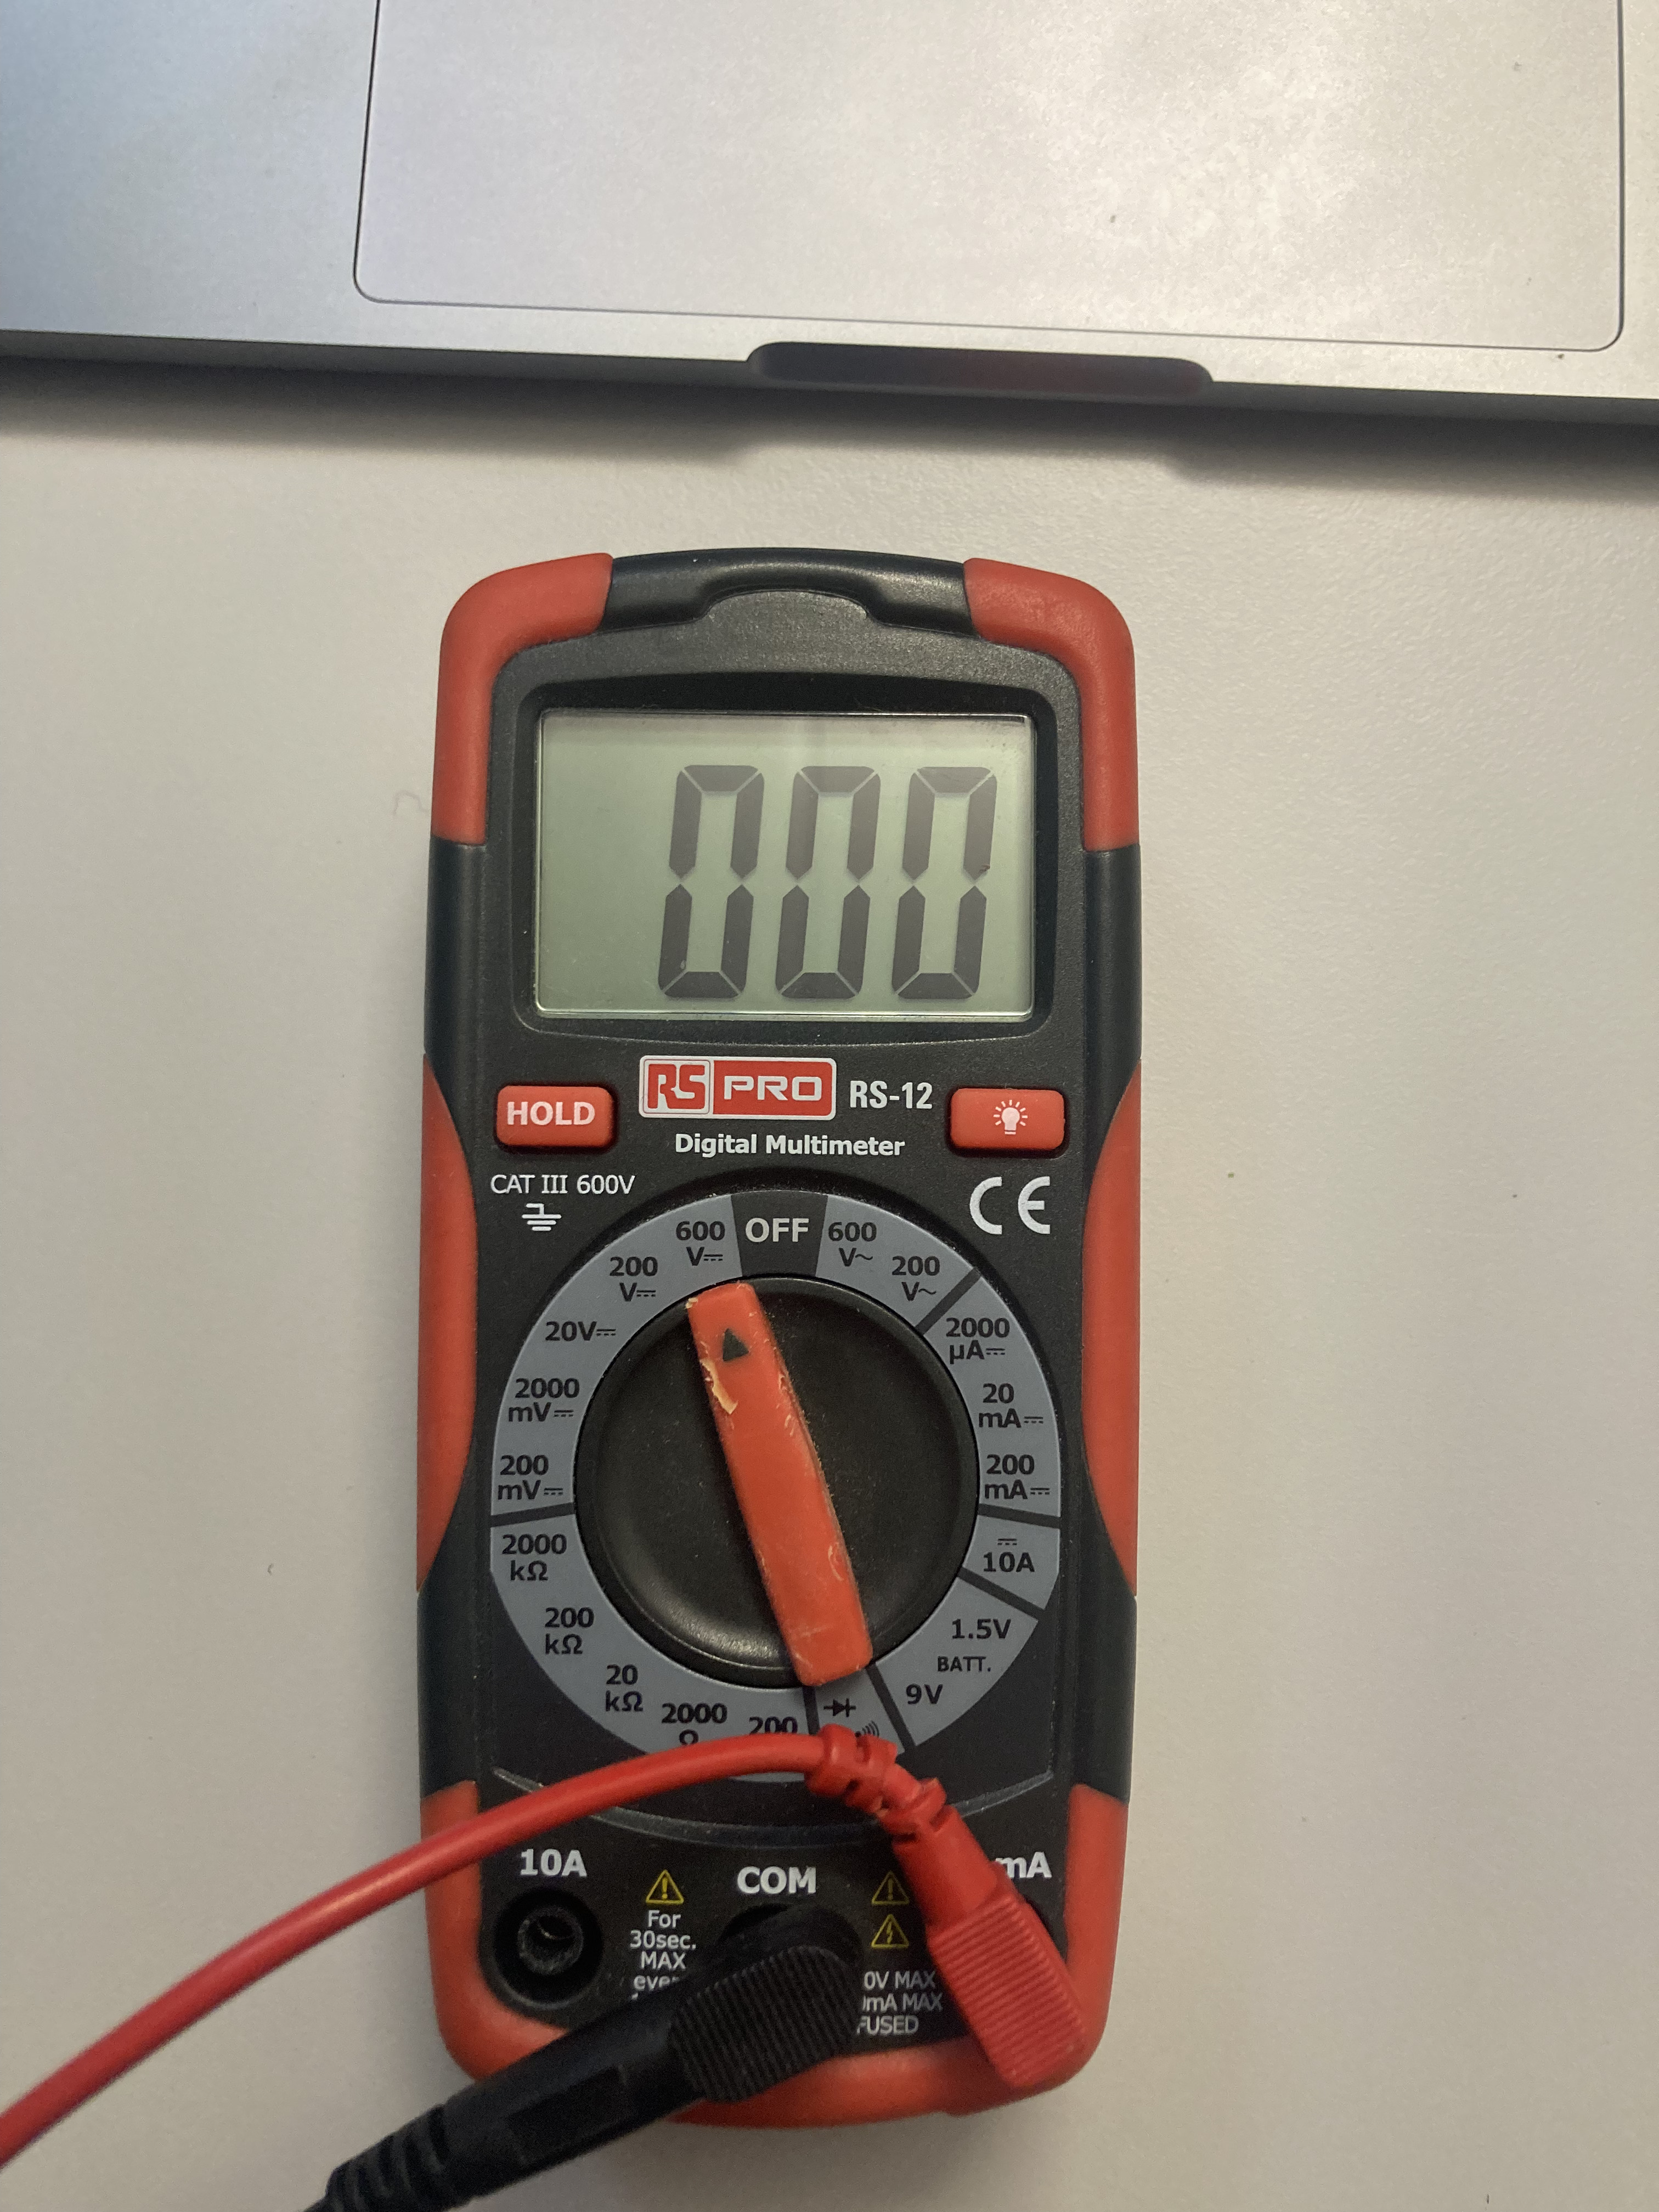 000
RS PRO RS-12
HOLD
Digital Multimeter
CAT III 600V
CE
OFF
600
V
600
V~
200
V
200
V~
20V
2000
µA
2000
mV
20
mA
200
mV
200
mA
2000
kΩ
10A
200
kΩ
1.5V
BATT.
9V
20
kΩ
2000
Ω
200
10A
COM
mA
For
30sec.
MAX
0V MAX
mA MAX
FUSED